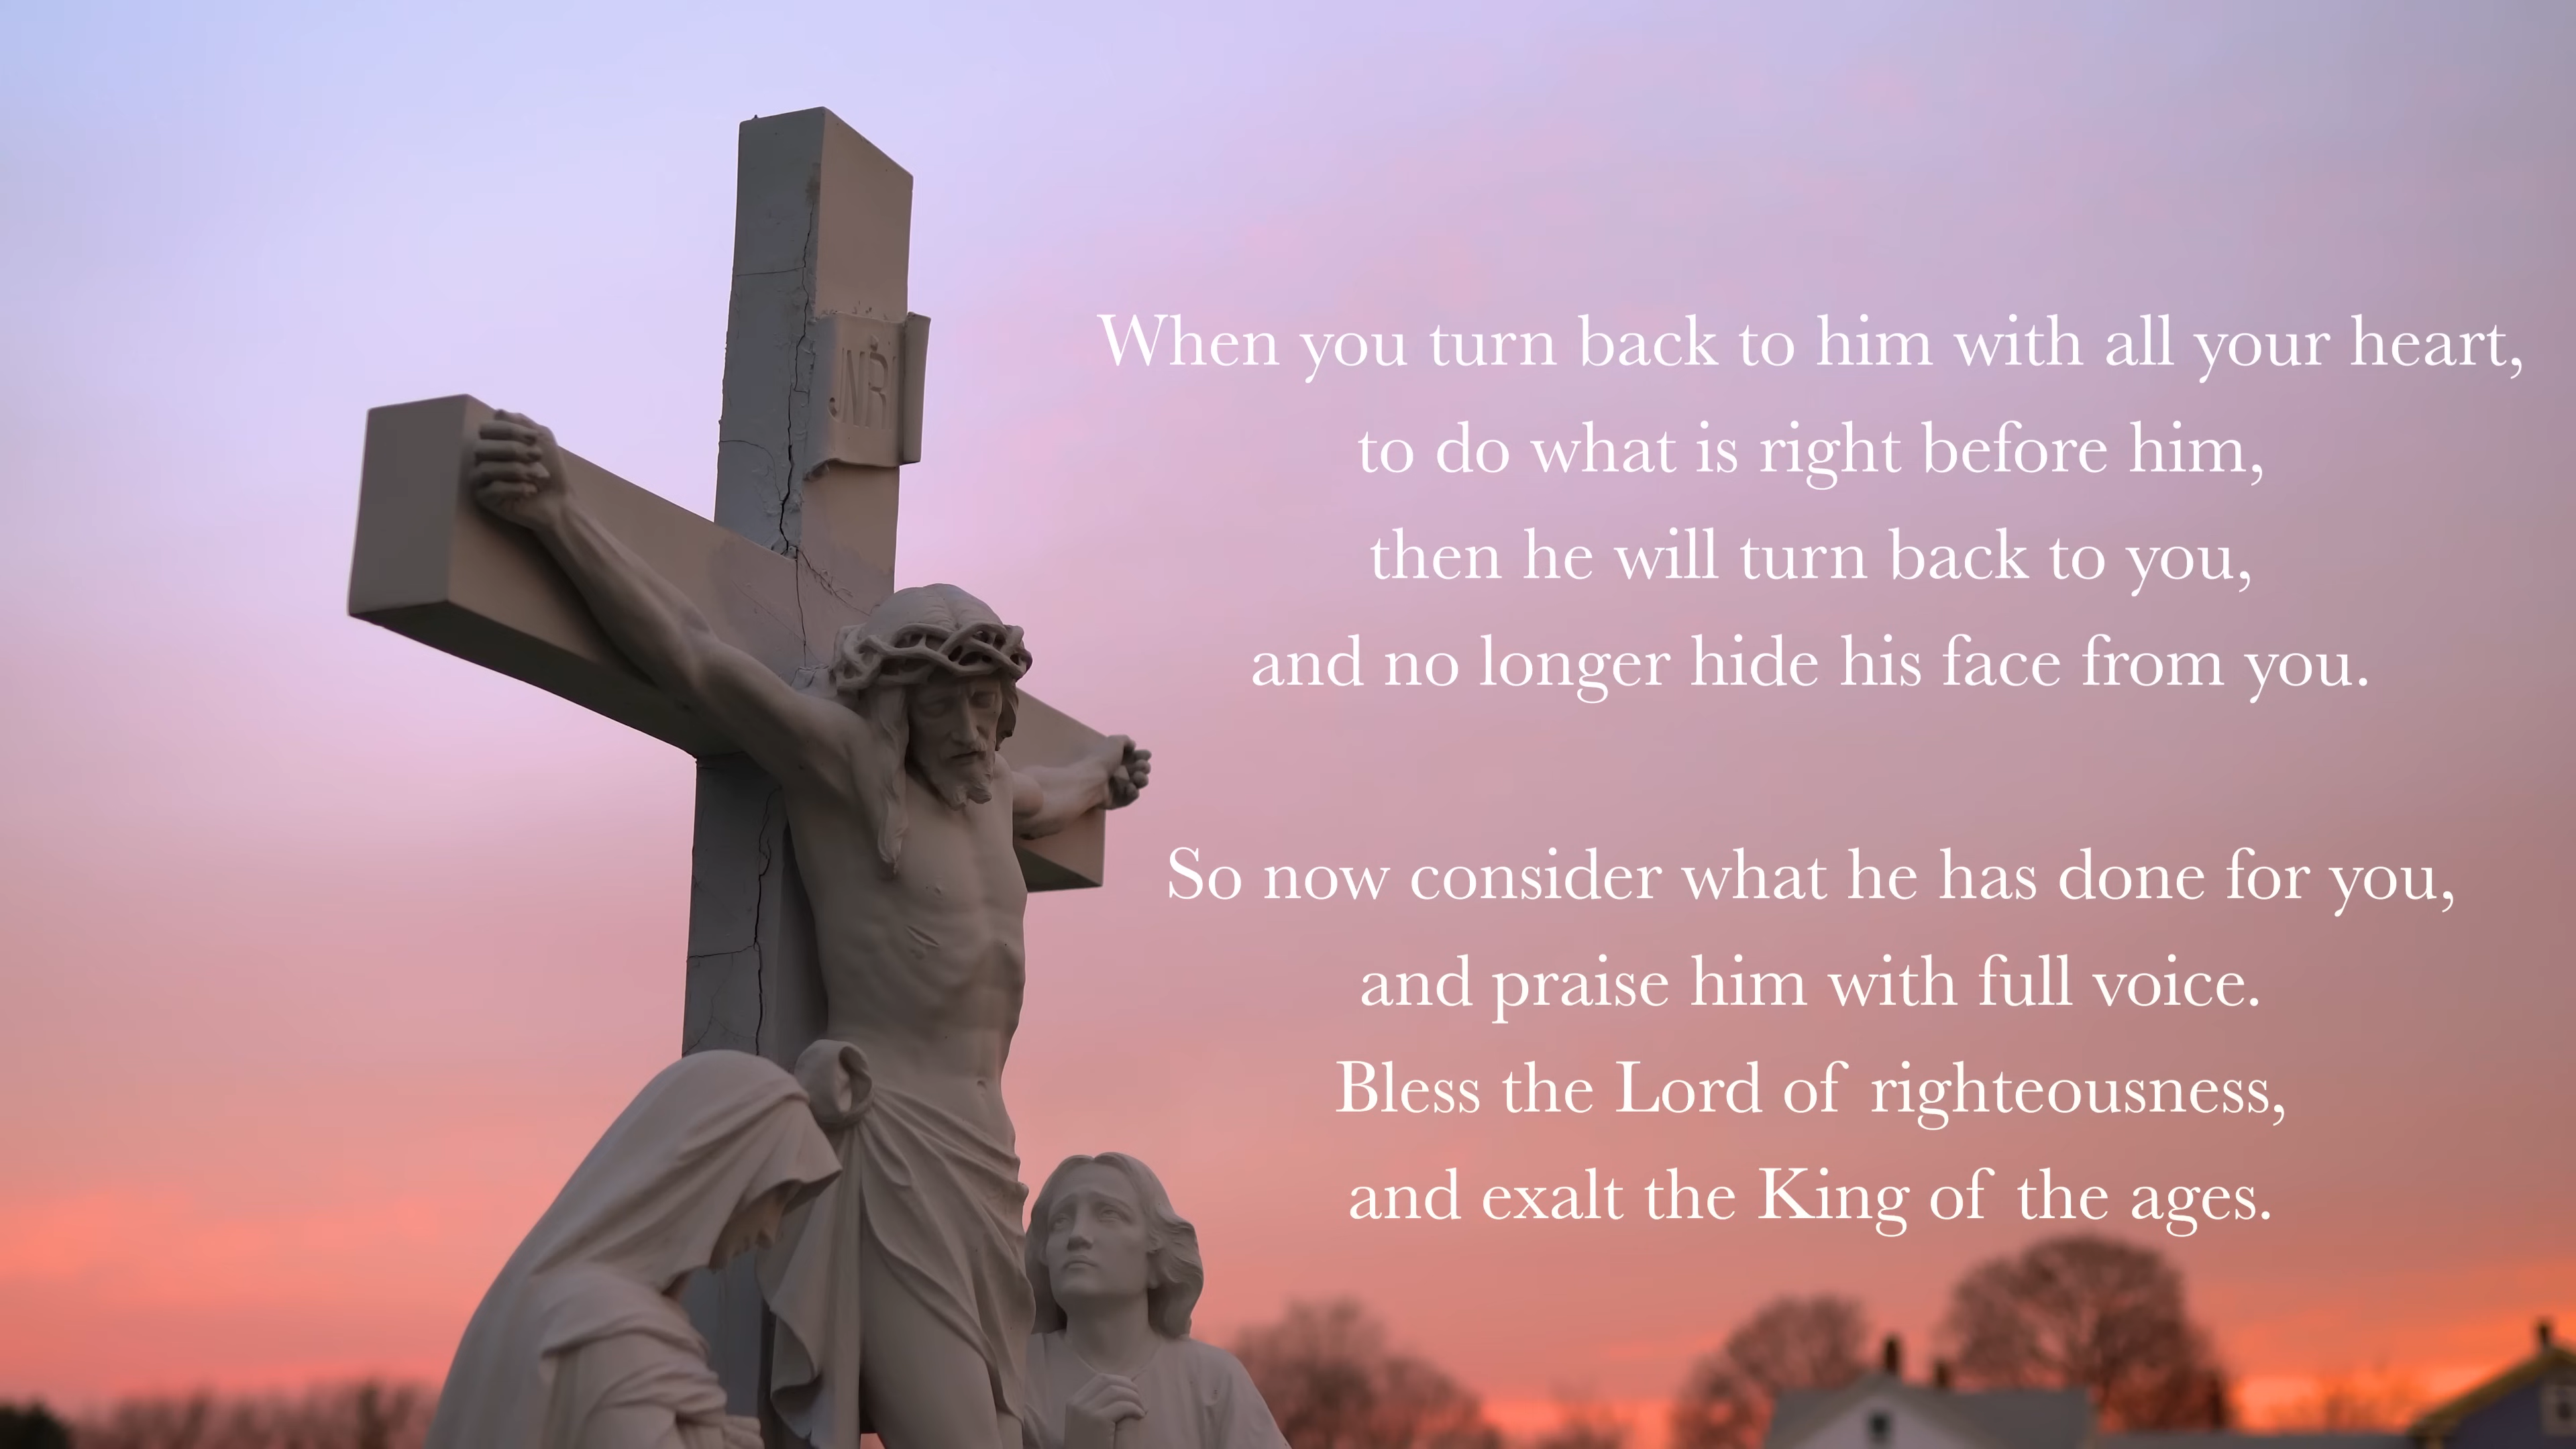 JNRI
When you turn back to him with all your heart,
to do what is right before him,
then he will turn back to you,
and no longer hide his face from you.
So now consider what he has done for you,
and praise him with full voice.
Bless the Lord of righteousness,
and exalt the King of the ages.